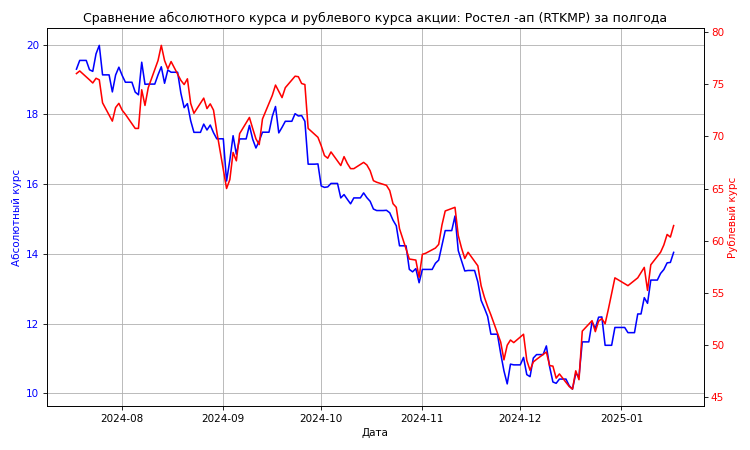 Сравнение абсолютного курса и рублевого курса акции: Ростел -ап (RTKMP) за полгода
Абсолютный курс
20
18
16
14
12
10
80
75
70
65
60
55
50
45
Рублевый курс
2024-08 2024-09 2024-10 2024-11 2024-12 2025-01
Дата